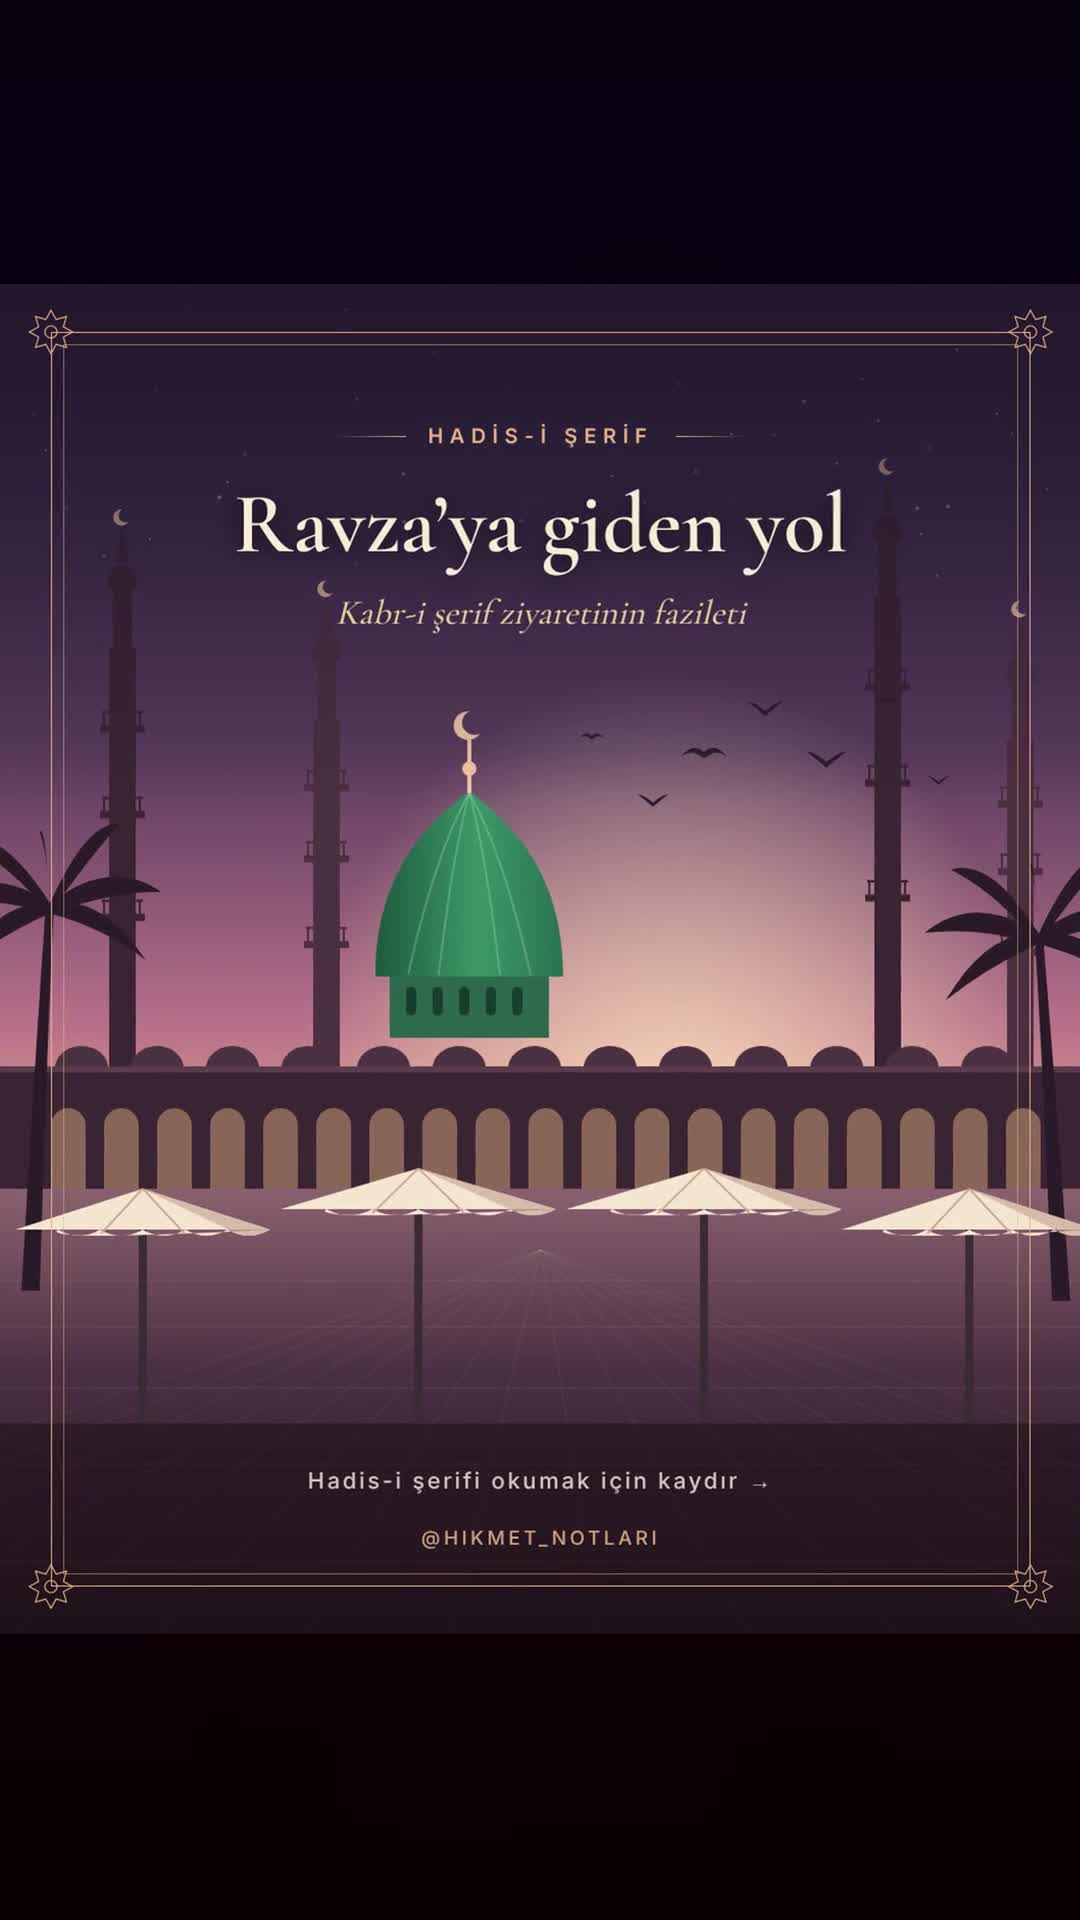 HADİS-İ ŞERİF
Ravza’ya giden yol
Kabr-i şerif ziyaretinin fazileti
Hadis-i şerifi okumak için kaydır →
@HIKMET_NOTLARI